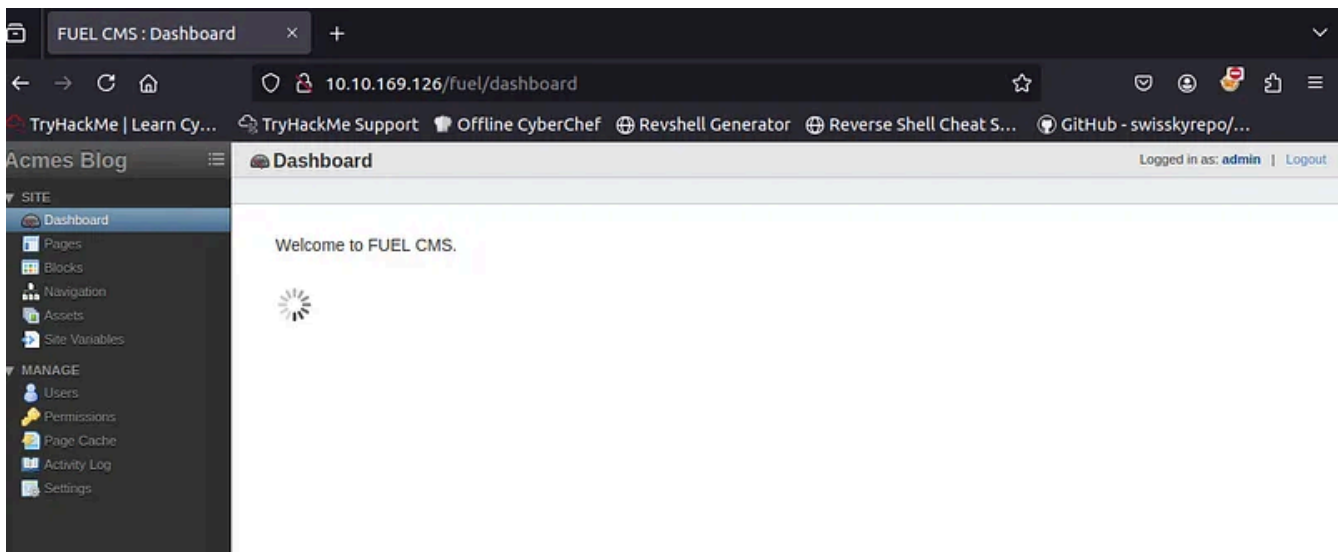 FUEL CMS : Dashboard
10.10.169.126/fuel/dashboard
TryHackMe | Learn Cy... TryHackMe Support Offline CyberChef Revshell Generator Reverse Shell Cheat S... GitHub - swisskyrepo/...
Acmes Blog
Dashboard
Logged in as: admin | Logout
SITE
Dashboard
Pages
Blocks
Navigation
Assets
Site Variables
MANAGE
Users
Permissions
Page Cache
Activity Log
Settings
Welcome to FUEL CMS.